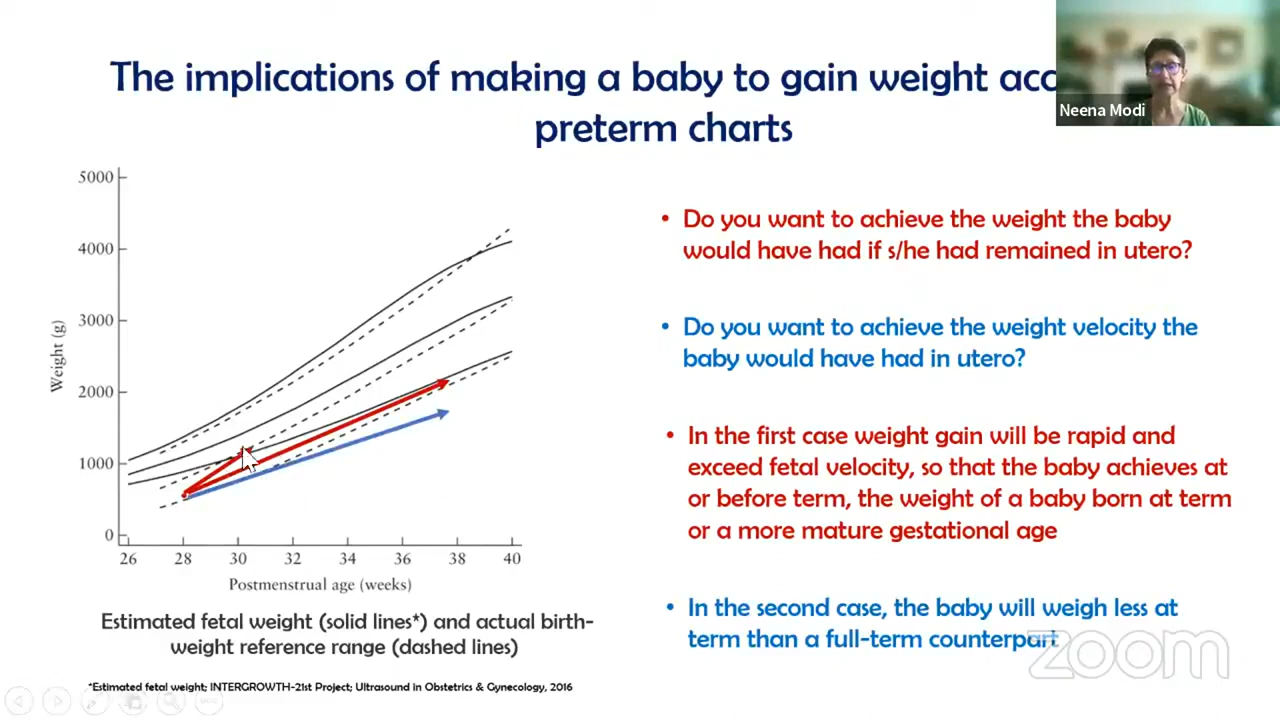 The implications of making a baby to gain weight
preterm charts
Neena Modi
5000
4000
3000
2000
1000
0
Weight (g)
26 28 30 32 34 36 38 40
Postmenstrual age (weeks)
Estimated fetal weight (solid lines*) and actual birth-
weight reference range (dashed lines)
*Estimated fetal weight; INTERGROWTH-21st Project; Ultrasound in Obstetrics & Gynecology, 2016
• Do you want to achieve the weight the baby
would have had if s/he had remained in utero?
• Do you want to achieve the weight velocity the
baby would have had in utero?
• In the first case weight gain will be rapid and
exceed fetal velocity, so that the baby achieves at
or before term, the weight of a baby born at term
or a more mature gestational age
• In the second case, the baby will weigh less at
term than a full-term counterpart
zoom